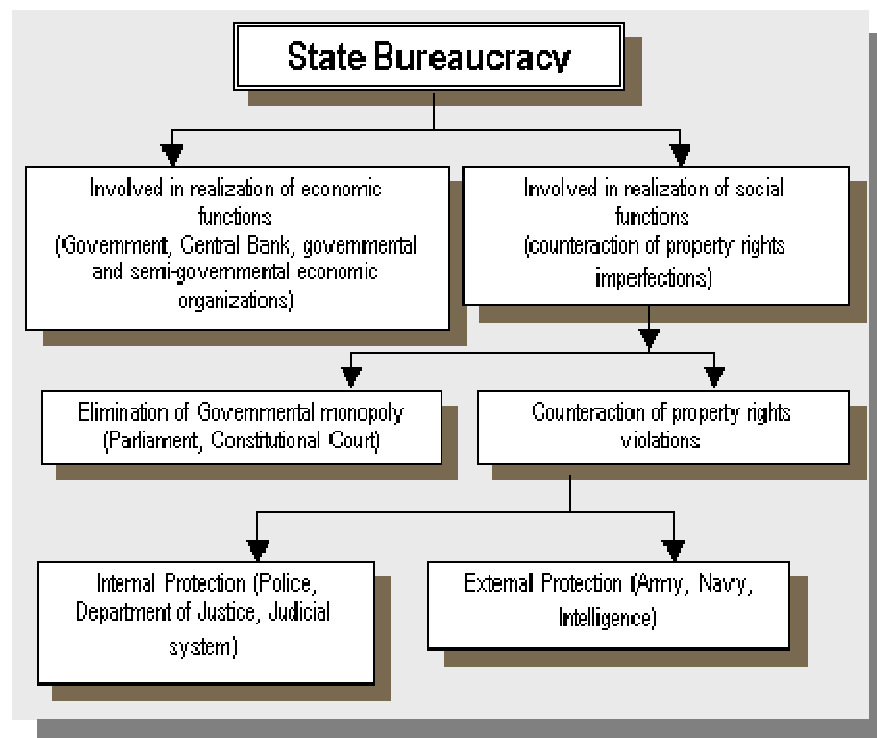 State Bureaucracy
Involved in realization of economic
functions
(Government, Central Bank, governmental
and semi-governmental economic
organizations)
Involved in realization of social
functions
(counteraction of property rights
imperfections)
Elimination of Governmental monopoly
(Parliament, Constitutional Court)
Counteraction of property rights
violations
Internal Protection (Police,
Department of Justice, Judicial
system)
External Protection (Army, Navy,
Intelligence)